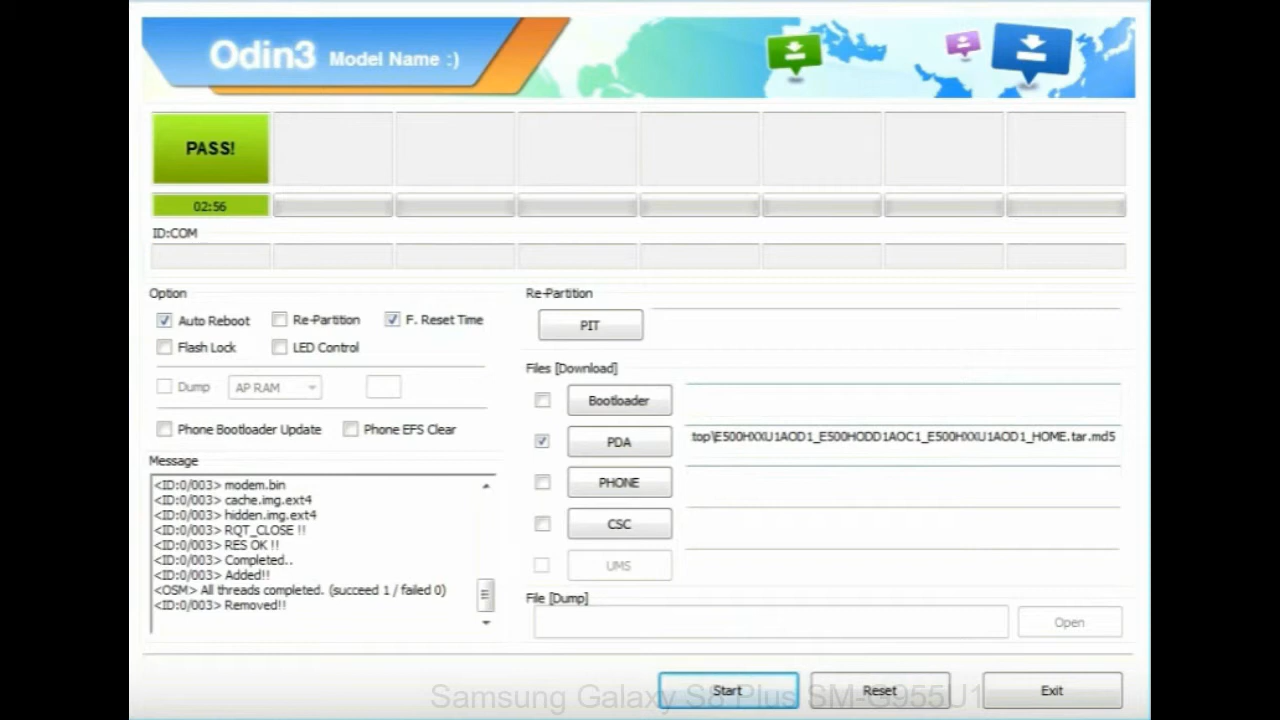 Odin3 Model Name :)
PASS!
02:56
ID:COM
Option
Auto Reboot Re-Partition F. Reset Time
Flash Lock LED Control
Dump AP RAM
Phone Bootloader Update Phone EFS Clear
Message
<ID:0/003> modem.bin
<ID:0/003> cache.img.ext4
<ID:0/003> hidden.img.ext4
<ID:0/003> RQT_CLOSE !!
<ID:0/003> RES OK !!
<ID:0/003> Completed..
<ID:0/003> Added!!
<OSM> All threads completed. (succeed 1 / failed 0)
<ID:0/003> Removed!!
Re-Partition
PIT
Files [Download]
Bootloader
PDA top\E500HXXU1AOD1_E500HODD1AOC1_E500HXXU1AOD1_HOME.tar.md5
PHONE
CSC
UMS
File [Dump]
Open
Start Reset Exit
Samsung Galaxy S8 Plus SM-G955U1